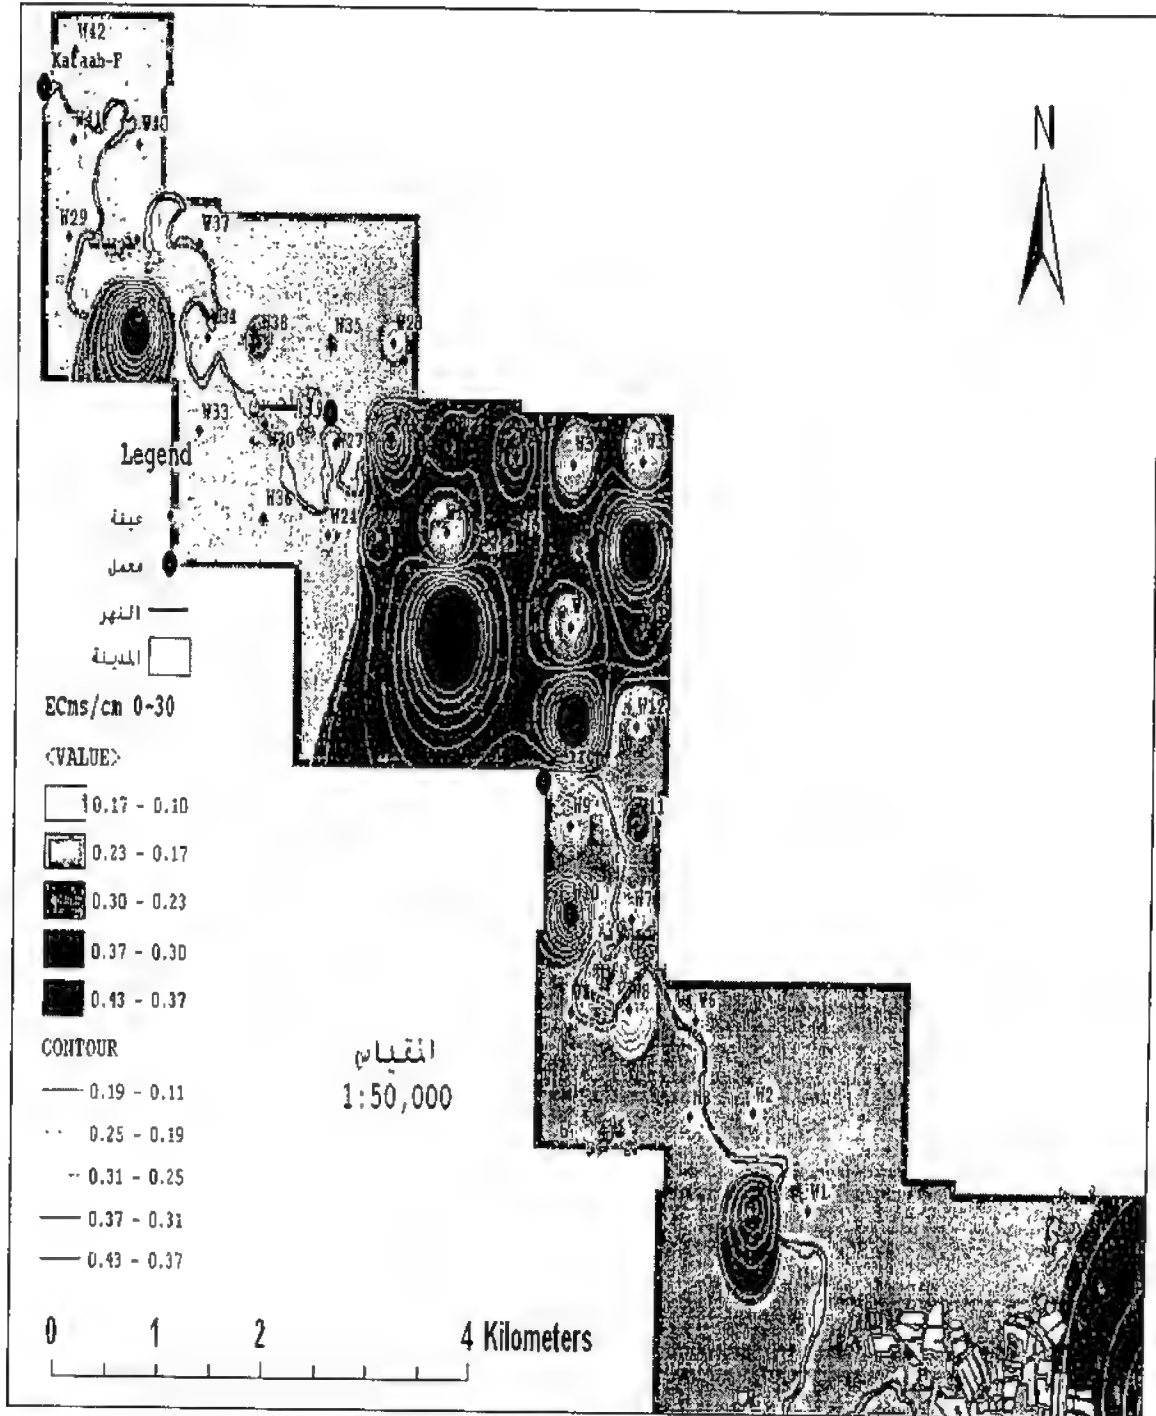 W42
Kafaab-F
N
W41
W40
W29
W37
W34
W38
W35
W28
W33
W30
W27
Legend
W36
W24
عينة
معمل
النهر
المدينة
W12
ECms/cm 0-30
<VALUE>
0.17 - 0.10
0.23 - 0.17
0.30 - 0.23
0.37 - 0.30
0.43 - 0.37
W9
W11
W10
W7
W6
CONTOUR
0.19 - 0.11
0.25 - 0.19
0.31 - 0.25
0.37 - 0.31
0.43 - 0.37
انقياس
1:50,000
W3
W2
W1
0 1 2 4 Kilometers